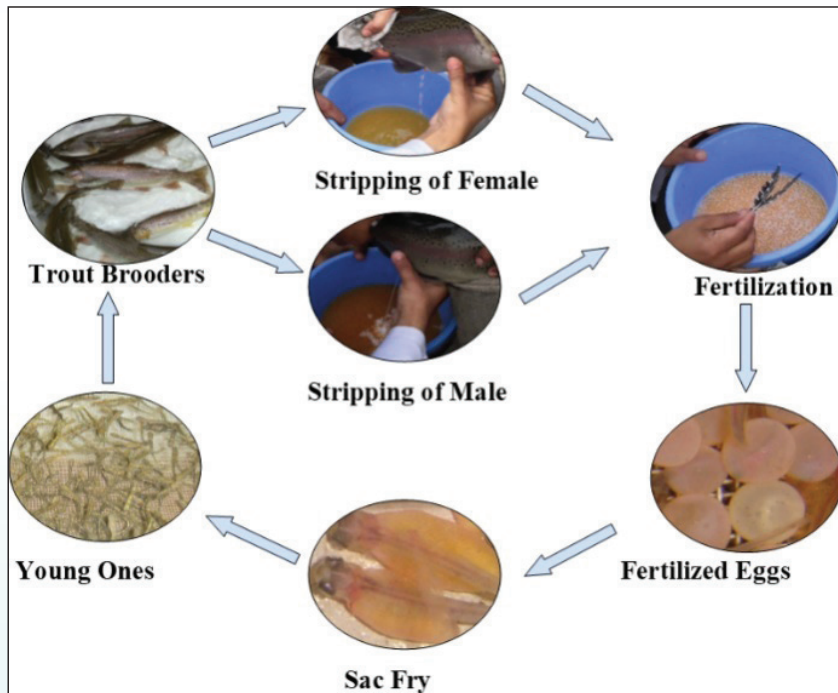 Stripping of Female
Trout Brooders
Fertilization
Stripping of Male
Young Ones
Fertilized Eggs
Sac Fry